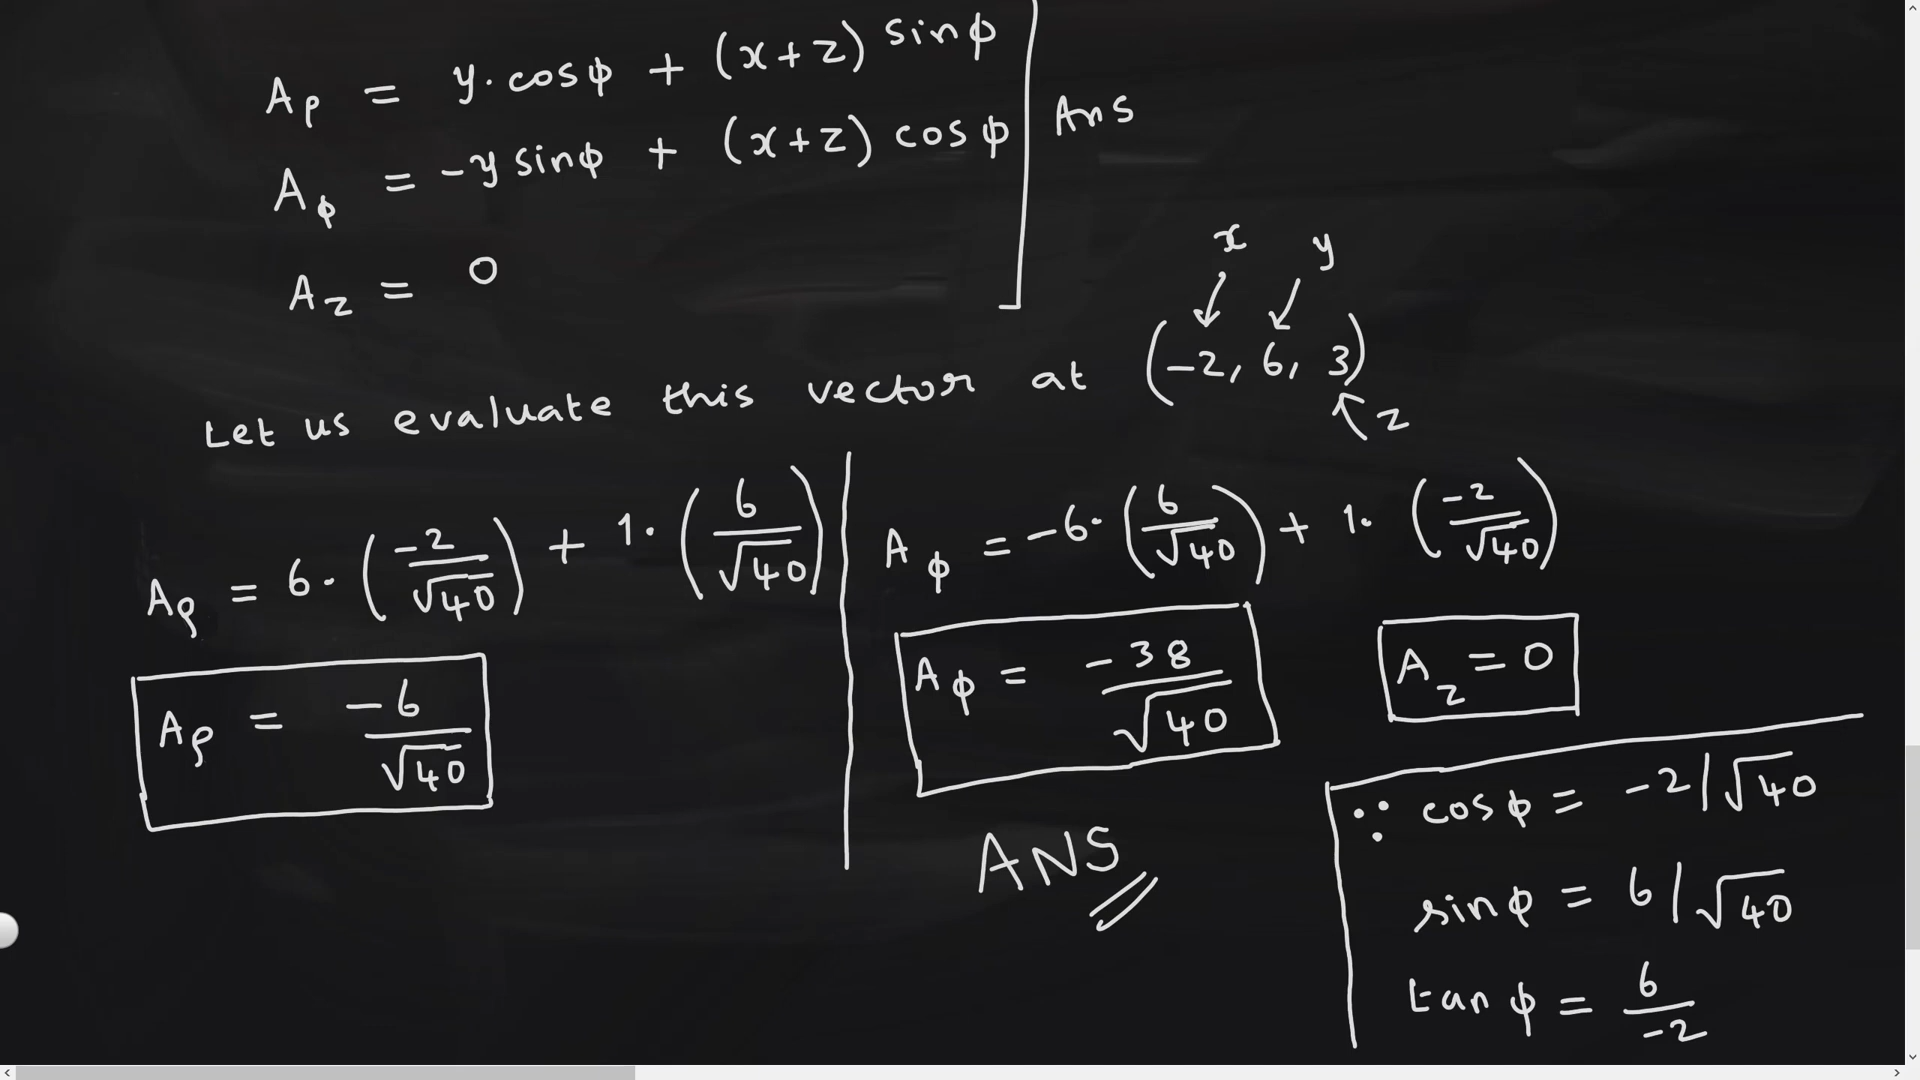 Aρ = y. cosϕ + (x+z) sinϕ
Aϕ = -y sinϕ + (x+z) cosϕ
Ans
Az = 0
x y
Let us evaluate this vector at (-2, 6, 3)
z
Aρ = 6. (-2/√40) + 1. (6/√40)
Aρ = -6/√40
Aϕ = -6. (6/√40) + 1. (-2/√40)
Aϕ = -38/√40
Az = 0
ANS
∵ cosϕ = -2/√40
sinϕ = 6/√40
tanϕ = 6/-2